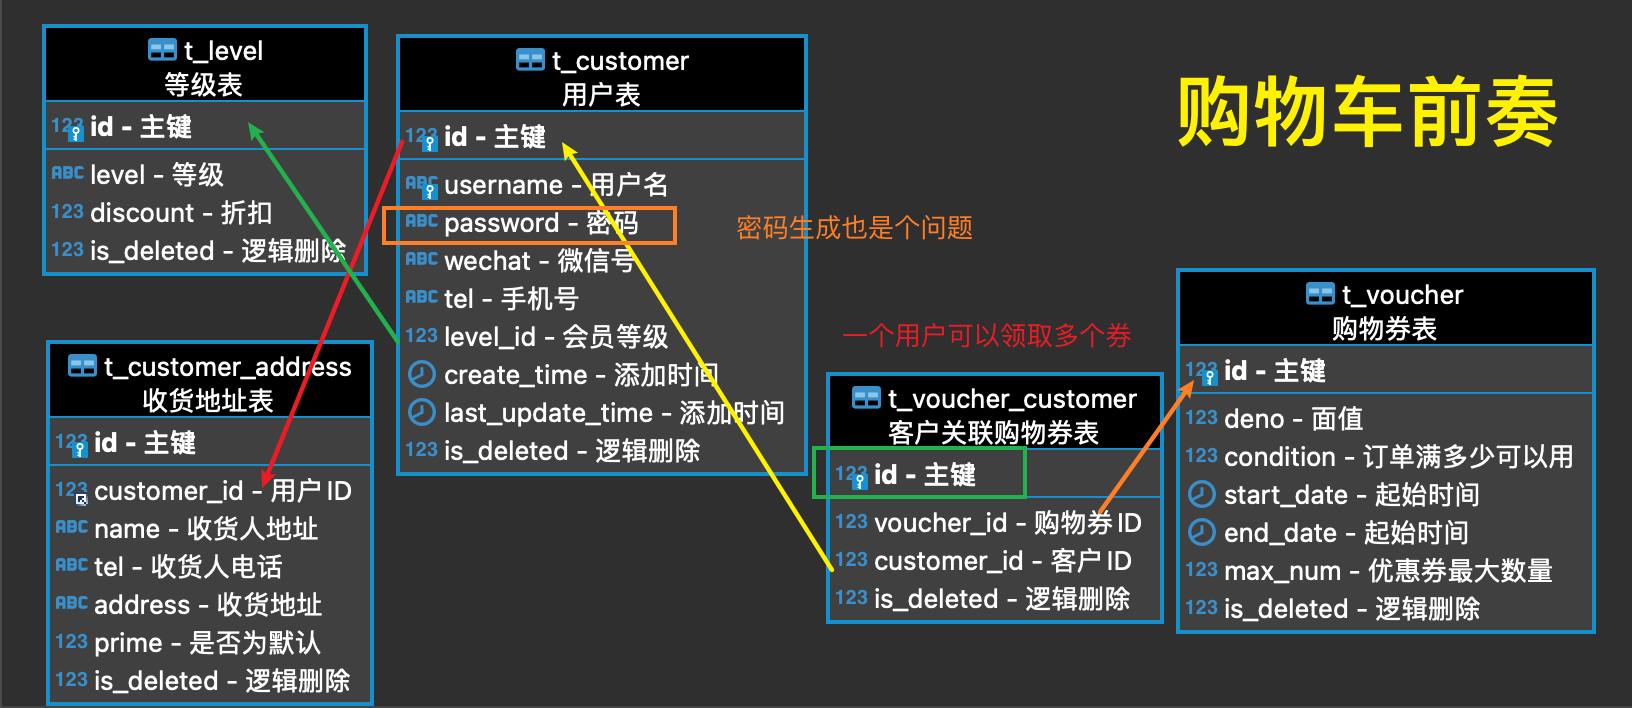 t_level
等级表
123 id - 主键
ABC level - 等级
123 discount - 折扣
123 is_deleted - 逻辑删除
t_customer
用户表
123 id - 主键
ABC username - 用户名
ABC password - 密码
ABC wechat - 微信号
ABC tel - 手机号
123 level_id - 会员等级
create_time - 添加时间
last_update_time - 添加时间
123 is_deleted - 逻辑删除
购物车前奏
密码生成也是个问题
t_customer_address
收货地址表
123 id - 主键
123 customer_id - 用户ID
ABC name - 收货人地址
ABC tel - 收货人电话
ABC address - 收货地址
123 prime - 是否为默认
123 is_deleted - 逻辑删除
一个用户可以领取多个券
t_voucher_customer
客户关联购物券表
123 id - 主键
123 voucher_id - 购物券ID
123 customer_id - 客户ID
123 is_deleted - 逻辑删除
t_voucher
购物券表
123 id - 主键
123 deno - 面值
123 condition - 订单满多少可以用
start_date - 起始时间
end_date - 起始时间
123 max_num - 优惠券最大数量
123 is_deleted - 逻辑删除